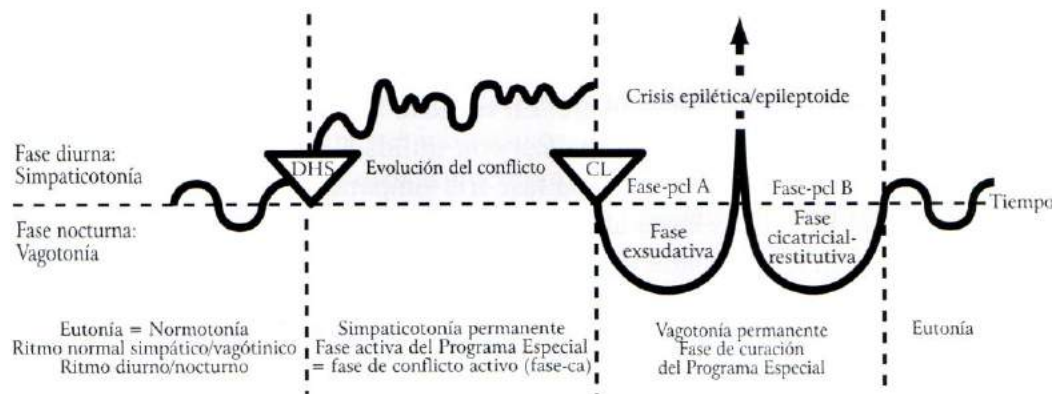 Crisis epilética/epileptoide
Fase diurna:
Simpaticotonía
DHS
Evolución del conflicto
CL
Fase-pcl A
Fase-pcl B
Tiempo
Fase nocturna:
Vagotonía
Fase
exsudativa
Fase
cicatricial-
restitutiva
Eutonía = Normotonía
Ritmo normal simpático/vagótinico
Ritmo diurno/nocturno
Simpaticotonía permanente
Fase activa del Programa Especial
= fase de conflicto activo (fase-ca)
Vagotonía permanente
Fase de curación
del Programa Especial
Eutonía